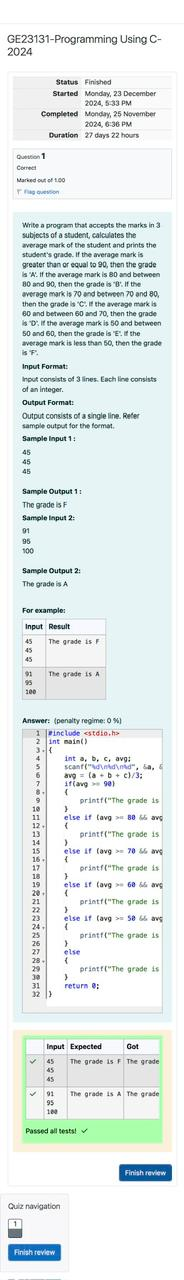 GE23131-Programming Using C-
2024
Status Finished
Started Monday, 23 December
2024, 5:33 PM
Completed Monday, 25 November
2024, 6:36 PM
Duration 27 days 22 hours
Question 1
Correct
Marked out of 1.00
Flag question
Write a program that accepts the marks in 3
subjects of a student, calculates the
average mark of the student and prints the
student's grade. If the average mark is
greater than or equal to 90, then the grade
is 'A'. If the average mark is 80 and between
80 and 90, then the grade is 'B'. If the
average mark is 70 and between 70 and 80,
then the grade is 'C'. If the average mark is
60 and between 60 and 70, then the grade
is 'D'. If the average mark is 50 and between
50 and 60, then the grade is 'E'. If the
average mark is less than 50, then the grade
is 'F'.
Input Format:
Input consists of 3 lines. Each line consists
of an integer.
Output Format:
Output consists of a single line. Refer
sample output for the format.
Sample Input 1 :
45
45
45
Sample Output 1 :
The grade is F
Sample Input 2:
91
95
100
Sample Output 2:
The grade is A
For example:
Input Result
45 The grade is F
45
45
91 The grade is A
95
100
Answer: (penalty regime: 0 %)
1 #include <stdio.h>
2 int main()
3 {
4 int a, b, c, avg;
5 scanf("%d\n%d\n%d", &a, &
6 avg = (a + b + c)/3;
7 if(avg >= 90)
8 {
9 printf("The grade is
10 }
11 else if (avg >= 80 && avg
12 {
13 printf("The grade is
14 }
15 else if (avg >= 70 && avg
16 {
17 printf("The grade is
18 }
19 else if (avg >= 60 && avg
20 {
21 printf("The grade is
22 }
23 else if (avg >= 50 && avg
24 {
25 printf("The grade is
26 }
27 else
28 {
29 printf("The grade is
30 }
31 return 0;
32 }
Input Expected Got
45 The grade is F The grade
45
45
91 The grade is A The grade
95
100
Passed all tests!
Finish review
Quiz navigation
1
Finish review